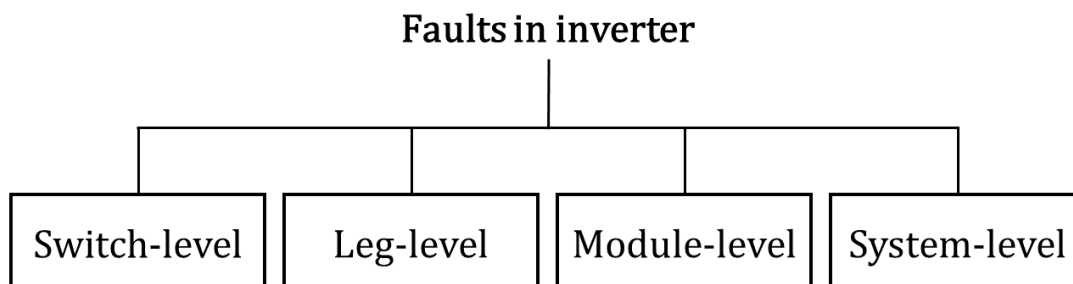 Faults in inverter
Switch-level
Leg-level
Module-level
System-level